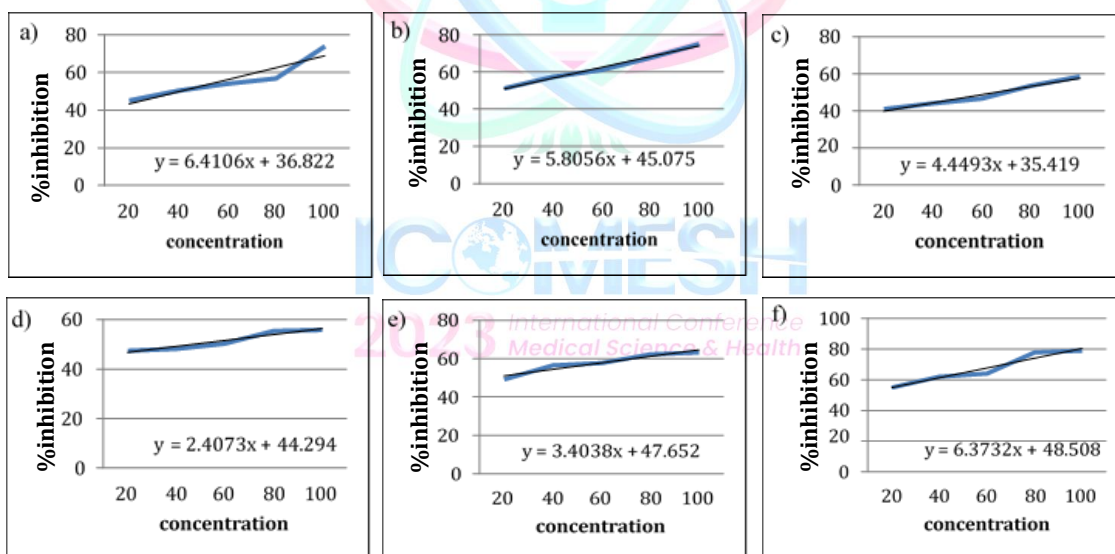 a)
80
60
40
20
0
%inhibition
y = 6.4106x + 36.822
20 40 60 80 100
concentration
b)
80
60
40
20
0
%inhibition
y = 5.8056x + 45.075
20 40 60 80 100
concentration
c)
80
60
40
20
0
%inhibition
y = 4.4493x + 35.419
20 40 60 80 100
concentration
ICOMESH
2023 International Conference
Medical Science & Health
d)
60
40
20
0
%inhibition
y = 2.4073x + 44.294
20 40 60 80 100
concentration
e)
80
60
40
20
0
%inhibition
y = 3.4038x + 47.652
20 40 60 80 100
concentration
f)
100
80
60
40
20
0
%inhibition
y = 6.3732x + 48.508
20 40 60 80 100
concentration